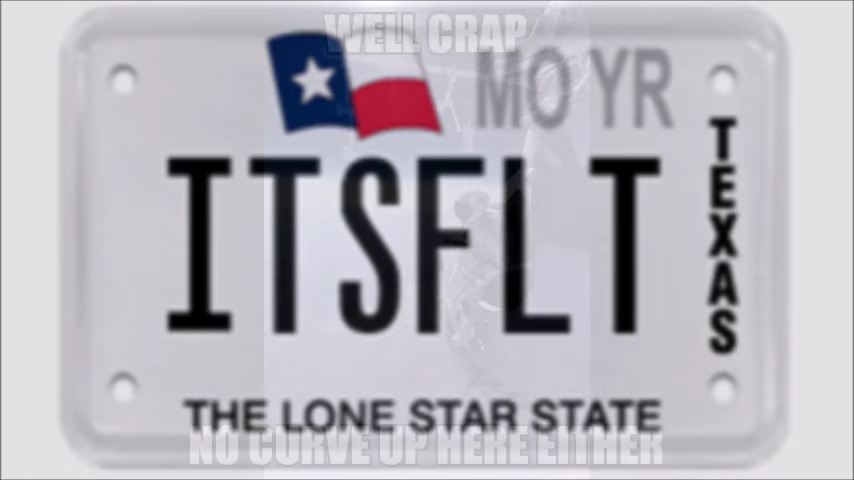 WELL CRAP
MO YR
ITSFLT
TEXAS
THE LONE STAR STATE
NO CURVE UP HERE EITHER